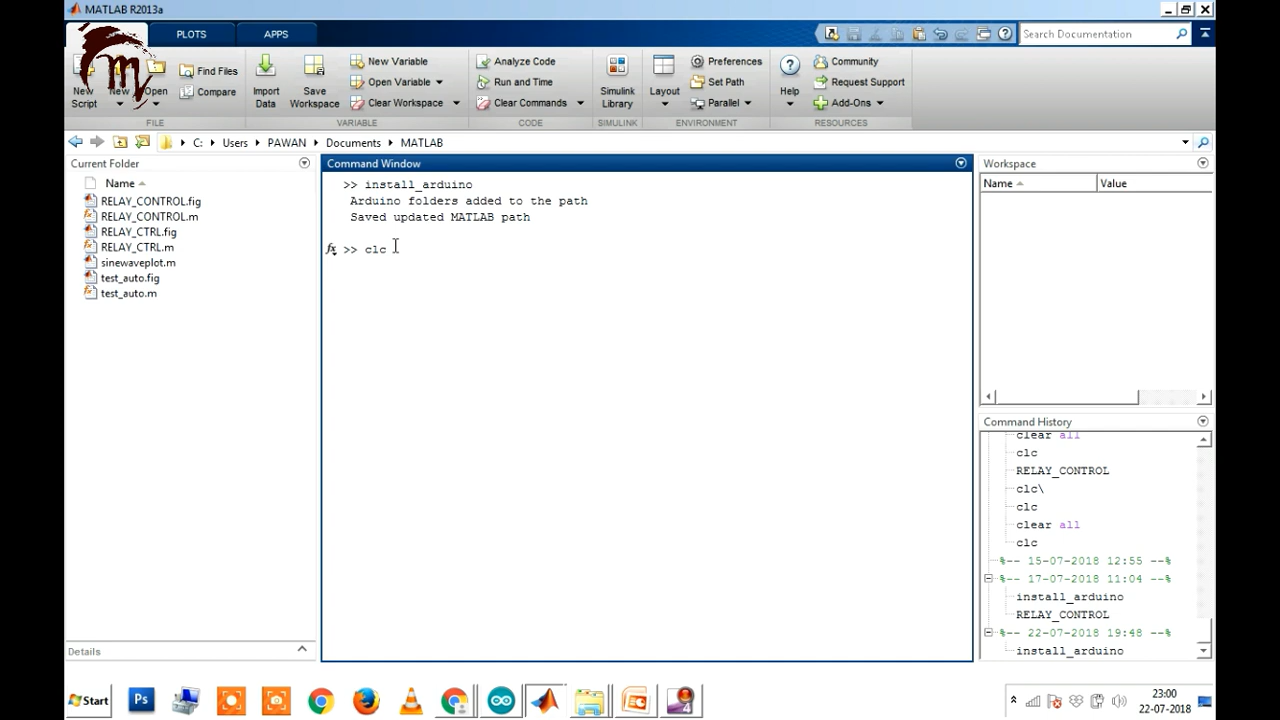 MATLAB R2013a
PLOTS
APPS
Search Documentation
New Script
New
Open
Find Files
Compare
Import Data
Save Workspace
New Variable
Open Variable
Clear Workspace
Analyze Code
Run and Time
Clear Commands
Simulink Library
Layout
Preferences
Set Path
Parallel
Help
Community
Request Support
Add-Ons
FILE
VARIABLE
CODE
SIMULINK
ENVIRONMENT
RESOURCES
C: Users PAWAN Documents MATLAB
Current Folder
Name
RELAY_CONTROL.fig
RELAY_CONTROL.m
RELAY_CTRL.fig
RELAY_CTRL.m
sinewaveplot.m
test_auto.fig
test_auto.m
Details
Command Window
>> install_arduino
Arduino folders added to the path
Saved updated MATLAB path
fx >> clc
Workspace
Name Value
Command History
clear all
clc
RELAY_CONTROL
clc\
clc
clear all
clc
%-- 15-07-2018 12:55 --%
%-- 17-07-2018 11:04 --%
install_arduino
RELAY_CONTROL
%-- 22-07-2018 19:48 --%
install_arduino
Start
Ps
4
23:00
22-07-2018